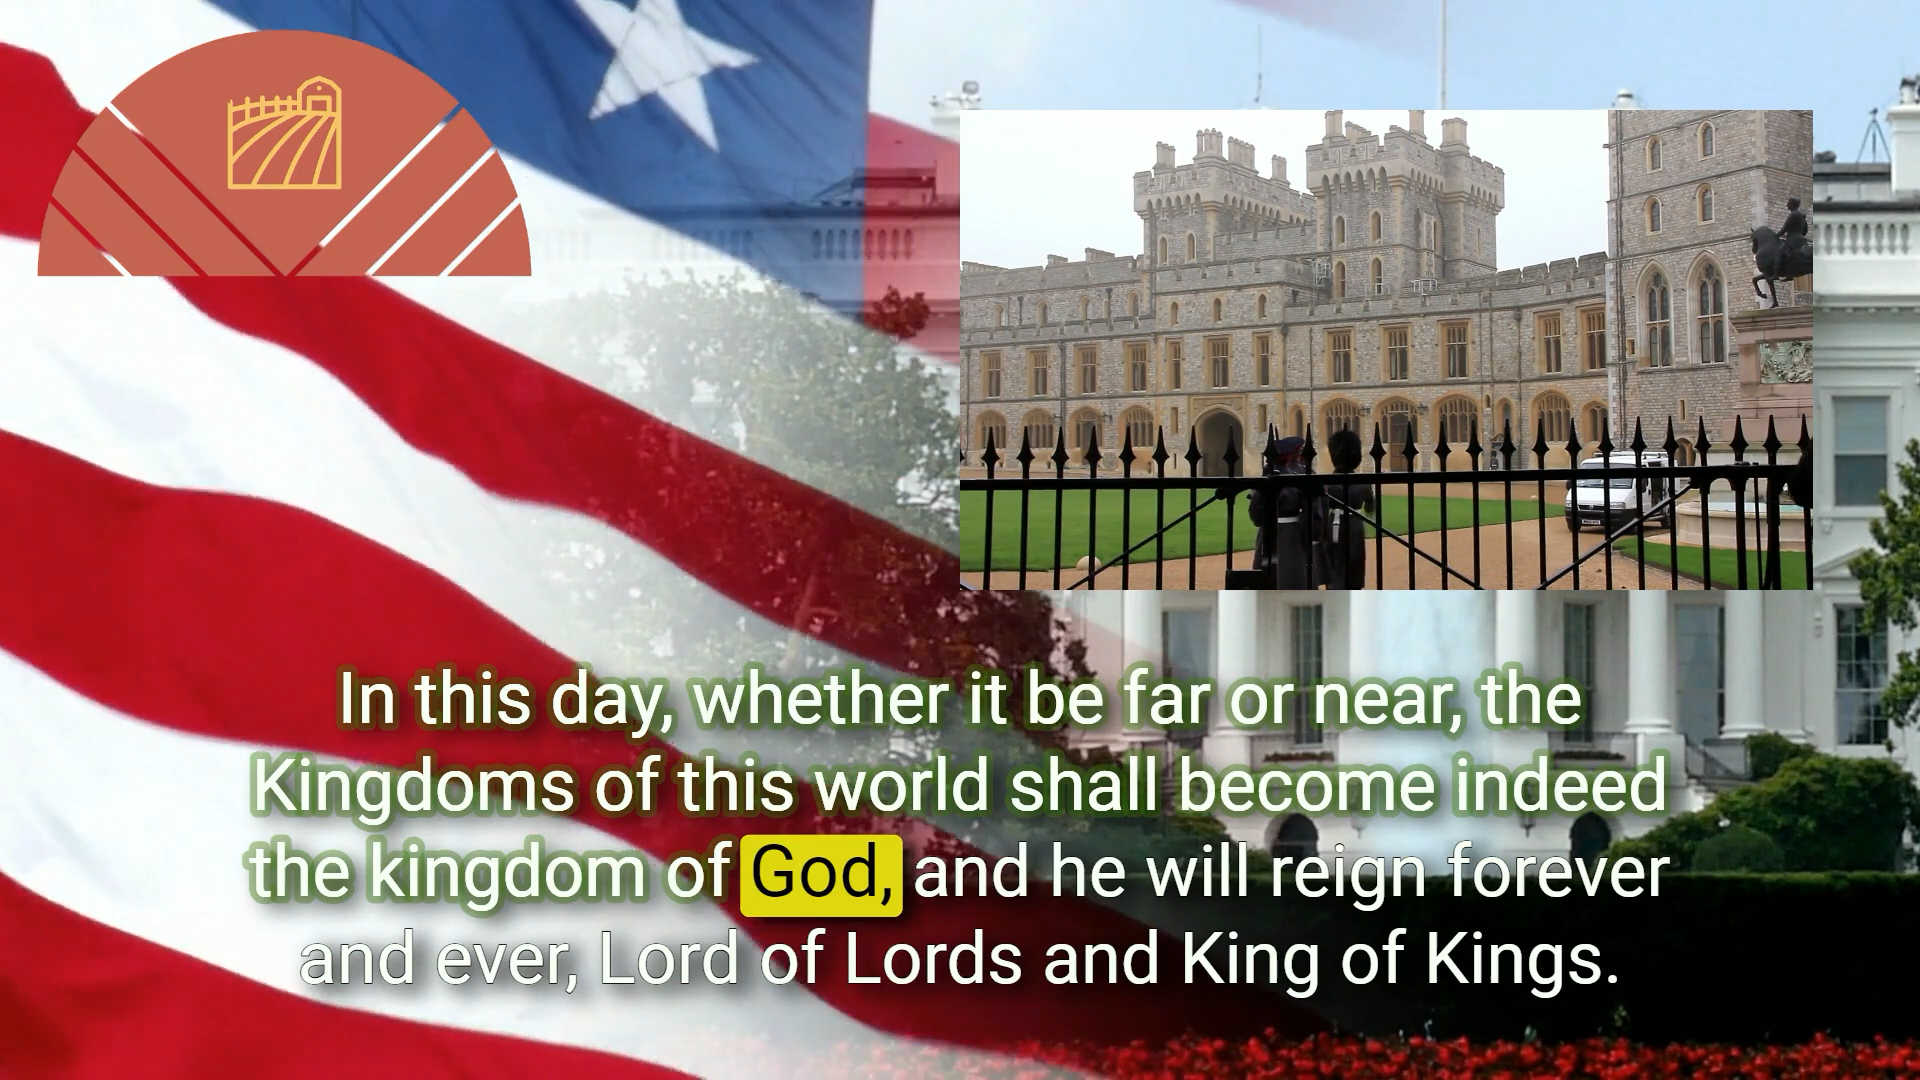 In this day, whether it be far or near, the
Kingdoms of this world shall become indeed
the kingdom of God, and he will reign forever
and ever, Lord of Lords and King of Kings.